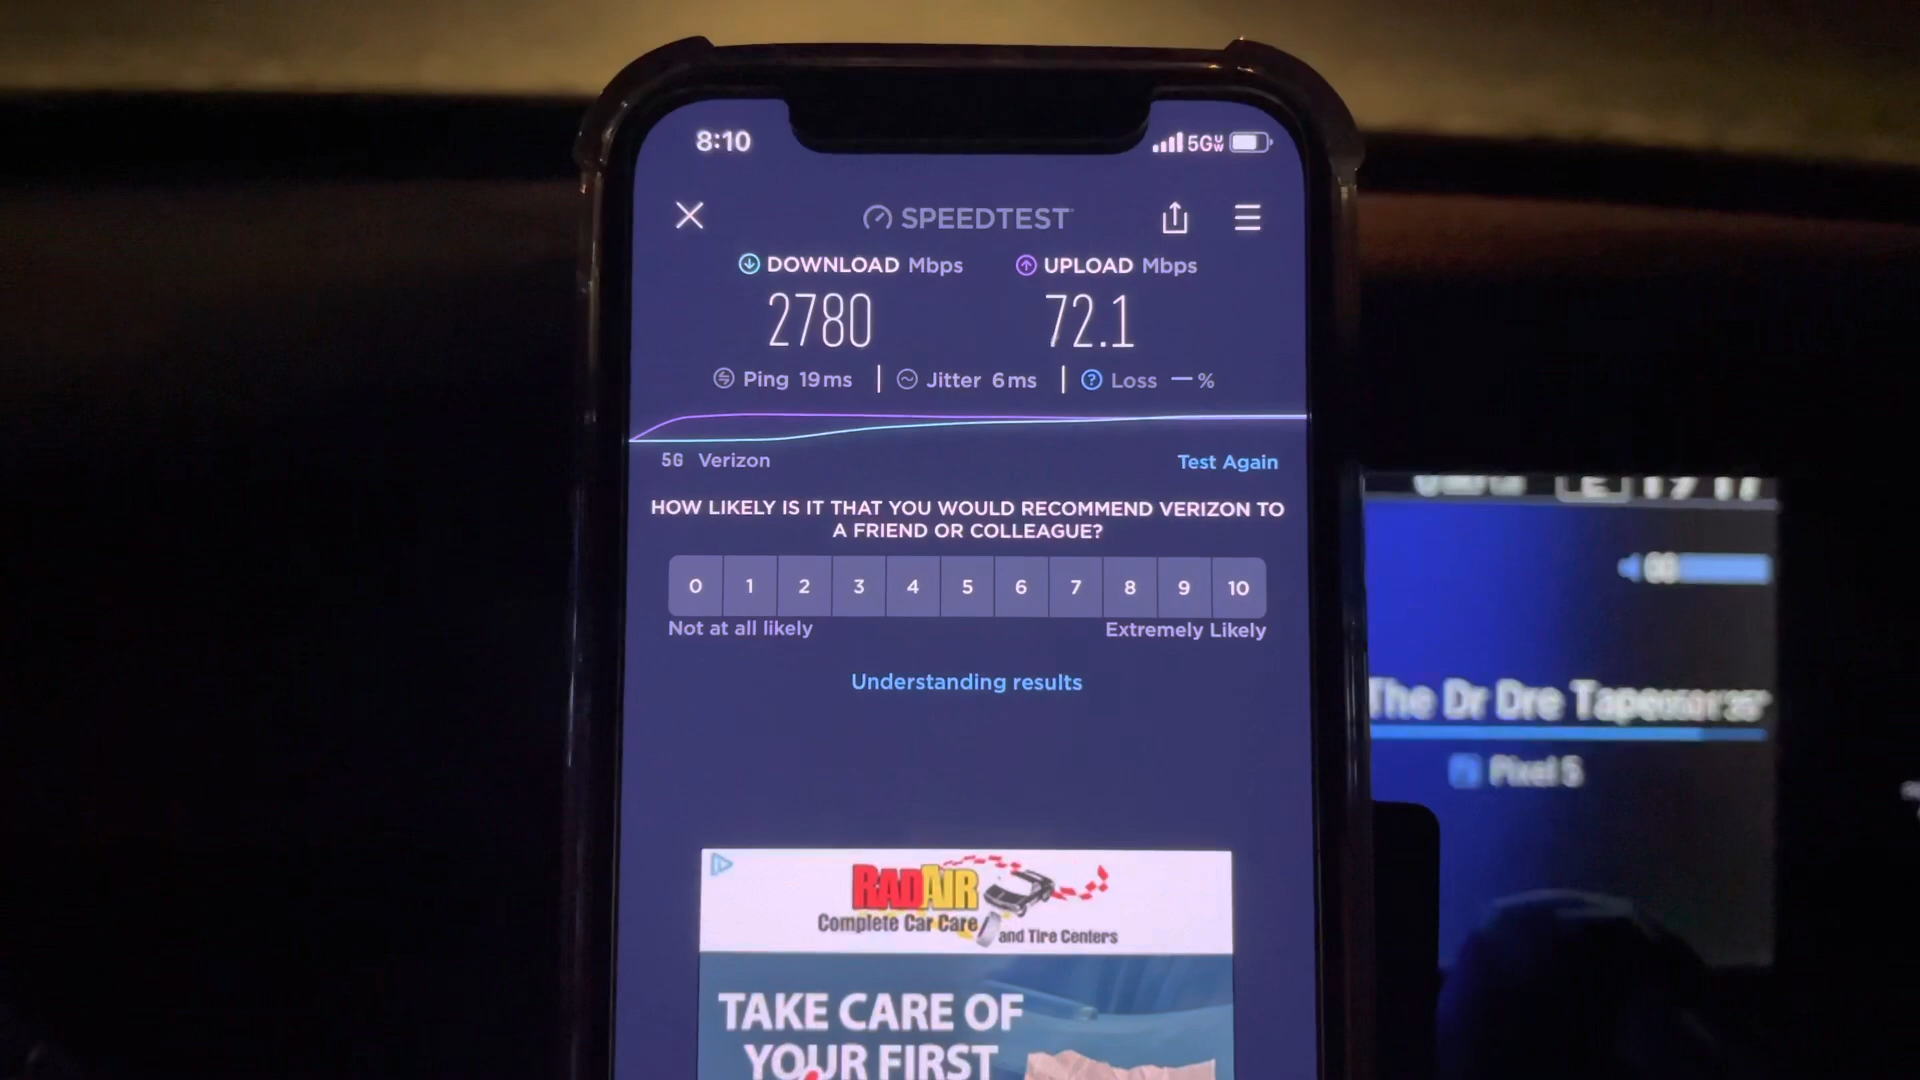 8:10
5G UW
SPEEDTEST
DOWNLOAD Mbps UPLOAD Mbps
2780 72.1
Ping 19ms Jitter 6ms Loss — %
5G Verizon Test Again
HOW LIKELY IS IT THAT YOU WOULD RECOMMEND VERIZON TO
A FRIEND OR COLLEAGUE?
0 1 2 3 4 5 6 7 8 9 10
Not at all likely Extremely Likely
Understanding results
RADAIR
Complete Car Care
and Tire Centers
TAKE CARE OF
YOUR FIRST
The Dr Dre
Pixel 5